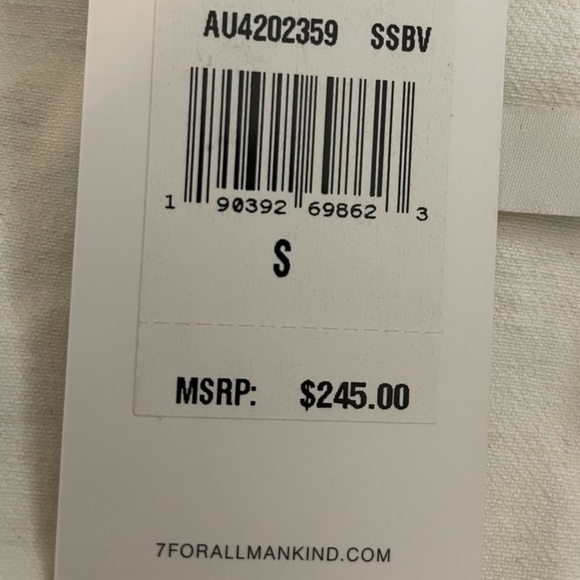 AU4202359 SSBV
1 90392 69862 3
S
MSRP: $245.00
7FORALLMANKIND.COM